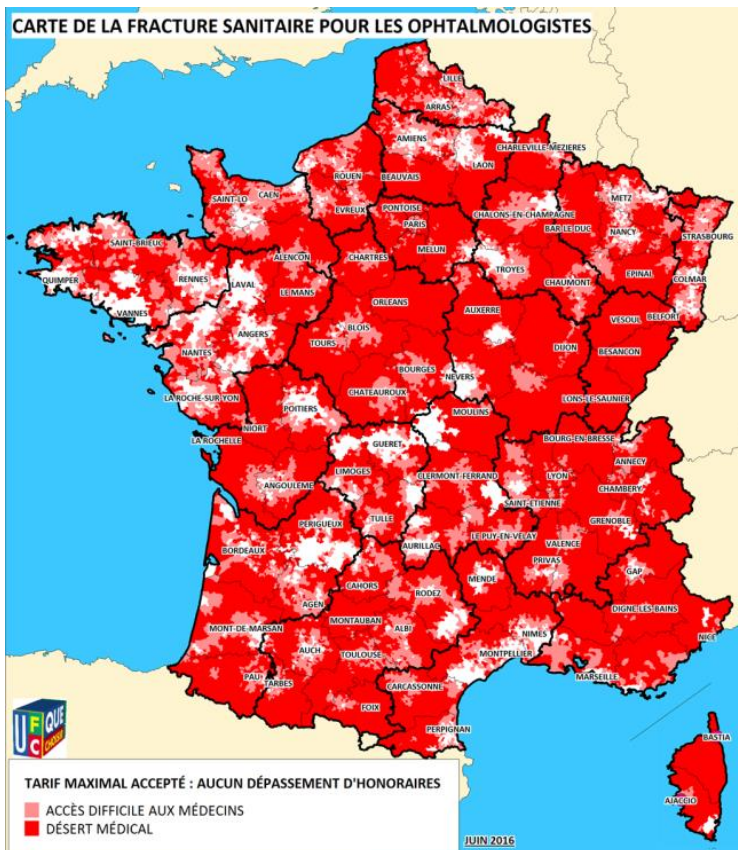 CARTE DE LA FRACTURE SANITAIRE POUR LES OPHTALMOLOGISTES
LILLE
ARRAS
AMIENS
CHARLEVILLE-MEZIERES
LAON
ROUEN
BEAUVAIS
CAEN
SAINT-LO
EVREUX
PONTOISE
PARIS
MELUN
CHALONS-EN-CHAMPAGNE
METZ
BAR LE DUC
NANCY
STRASBOURG
SAINT-BRIEUC
ALENCON
CHARTRES
TROYES
CHAUMONT
EPINAL
COLMAR
QUIMPER
RENNES
LAVAL
LE MANS
VANNES
ORLEANS
AUXERRE
VESOUL
BELFORT
ANGERS
BLOIS
TOURS
DIJON
BESANCON
NANTES
BOURGES
NEVERS
CHATEAUROUX
LONS-LE-SAUNIER
LA ROCHE-SUR YON
POITIERS
MOULINS
NIORT
LA ROCHELLE
GUERET
BOURG-EN-BRESSE
ANNECY
LIMOGES
CLERMONT-FERRAND
LYON
CHAMBERY
ANGOULEME
SAINT-ETIENNE
TULLE
PERIGUEUX
GRENOBLE
LE PUY-EN-VELAY
AURILLAC
VALENCE
PRIVAS
BORDEAUX
MENDE
GAP
CAHORS
RODEZ
AGEN
DIGNE-LES-BAINS
MONTAUBAN
ALBI
NIMES
NICE
MONT-DE-MARSAN
AUCH
TOULOUSE
MONTPELLIER
MARSEILLE
PAU
TARBES
CARCASSONNE
FOIX
PERPIGNAN
BASTIA
AJACCIO
UFC QUE CHOISIR
TARIF MAXIMAL ACCEPTÉ : AUCUN DÉPASSEMENT D'HONORAIRES
ACCÈS DIFFICILE AUX MÉDECINS
DÉSERT MÉDICAL
JUIN 2016